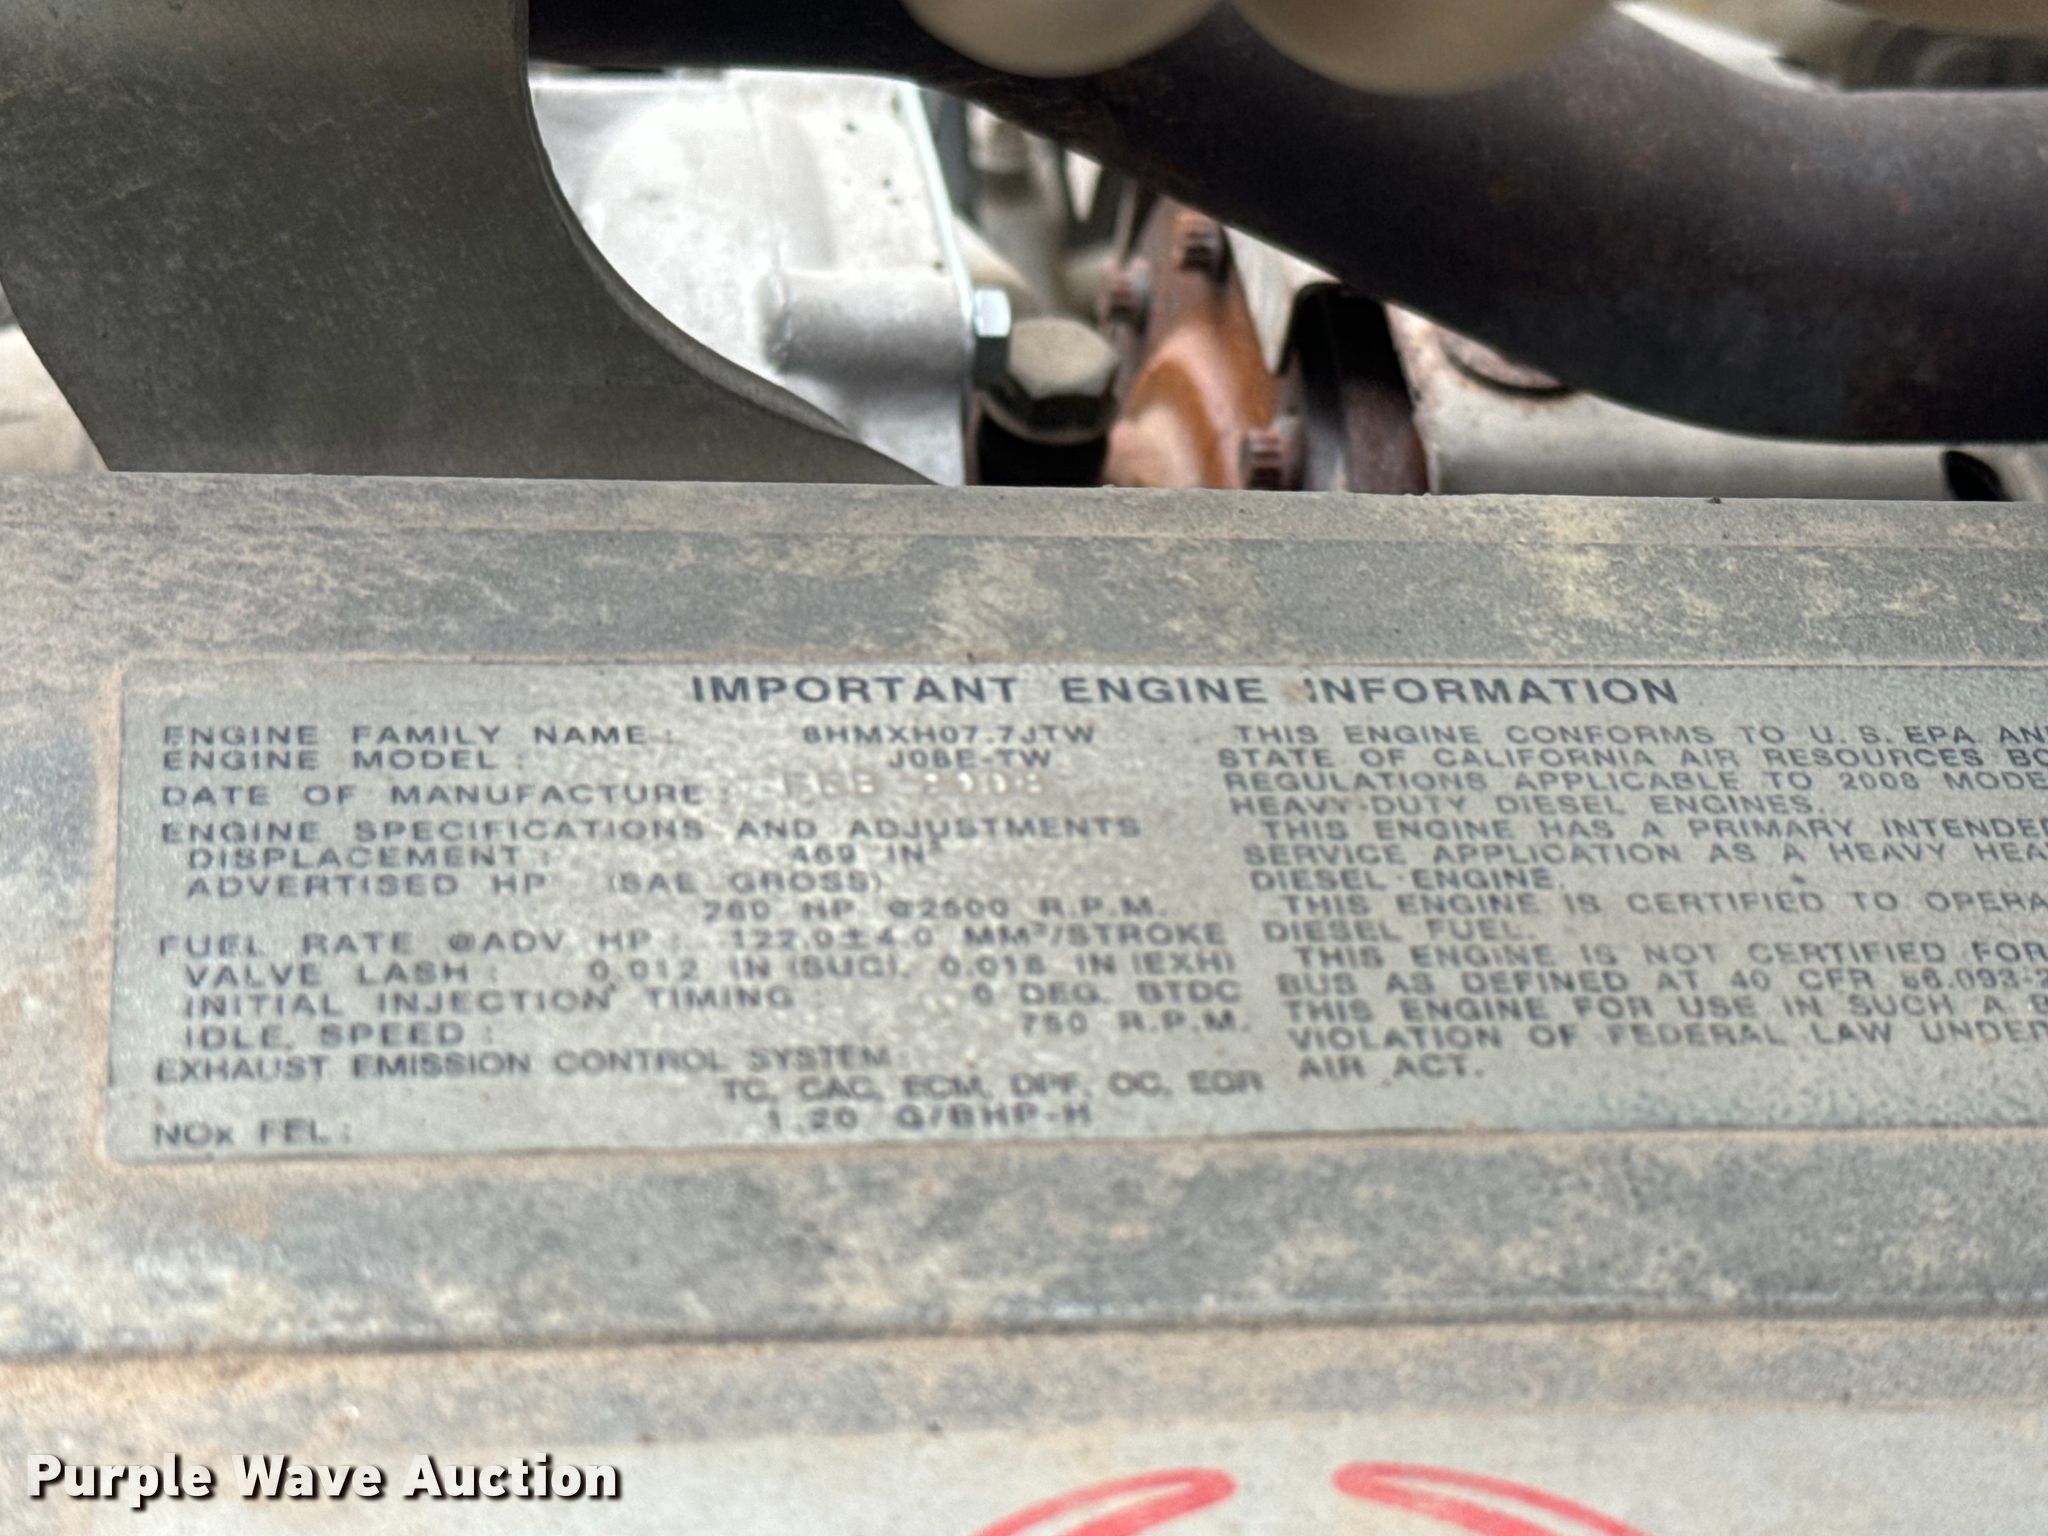 IMPORTANT ENGINE INFORMATION
ENGINE FAMILY NAME: 8HMXH07.7JTW
ENGINE MODEL: J08E-TW
DATE OF MANUFACTURE: FEB 2008
ENGINE SPECIFICATIONS AND ADJUSTMENTS
DISPLACEMENT: 469 IN³
ADVERTISED HP (SAE GROSS)
260 HP @2500 R.P.M.
FUEL RATE @ADV HP: 122.0±4.0 MM³/STROKE
VALVE LASH: 0.012 IN (SUC), 0.018 IN (EXH)
INITIAL INJECTION TIMING: 0 DEG. BTDC
IDLE SPEED: 750 R.P.M.
EXHAUST EMISSION CONTROL SYSTEM:
TC, CAC, ECM, DPF, OC, EGR
NOx FEL: 1.20 G/BHP-H
THIS ENGINE CONFORMS TO U.S. EPA AN
STATE OF CALIFORNIA AIR RESOURCES BO
REGULATIONS APPLICABLE TO 2008 MODE
HEAVY-DUTY DIESEL ENGINES.
THIS ENGINE HAS A PRIMARY INTENDE
SERVICE APPLICATION AS A HEAVY HEA
DIESEL ENGINE.
THIS ENGINE IS CERTIFIED TO OPERA
DIESEL FUEL.
THIS ENGINE IS NOT CERTIFIED FOR
BUS AS DEFINED AT 40 CFR 86.093-2
THIS ENGINE FOR USE IN SUCH A B
VIOLATION OF FEDERAL LAW UNDER
AIR ACT.
Purple Wave Auction